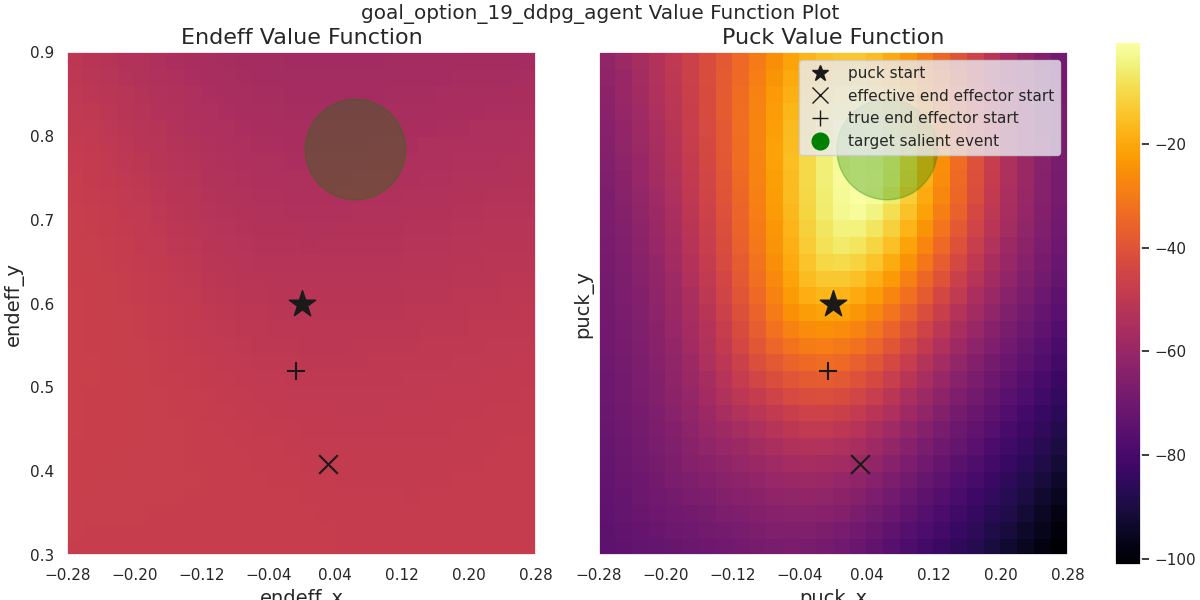 goal_option_19_ddpg_agent Value Function Plot
Endeff Value Function
Puck Value Function
puck start
effective end effector start
true end effector start
target salient event
endeff_y
0.9
0.8
0.7
0.6
0.5
0.4
0.3
−0.28 −0.20 −0.12 −0.04 0.04 0.12 0.20 0.28
endeff_x
puck_y
−0.28 −0.20 −0.12 −0.04 0.04 0.12 0.20 0.28
puck_x
−20
−40
−60
−80
−100